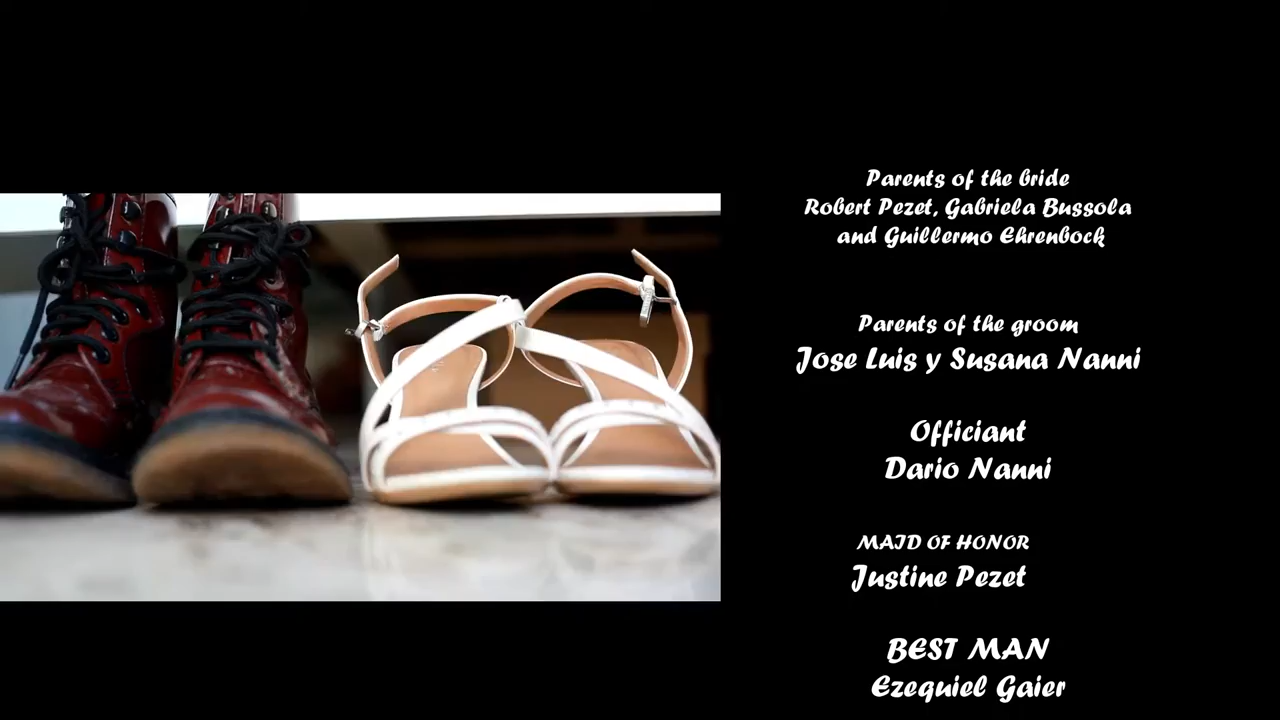 Parents of the bride
Robert Pezet, Gabriela Bussola
and Guillermo Ehrenbock
Parents of the groom
Jose Luis y Susana Nanni
Officiant
Dario Nanni
MAID OF HONOR
Justine Pezet
BEST MAN
Ezequiel Gaier